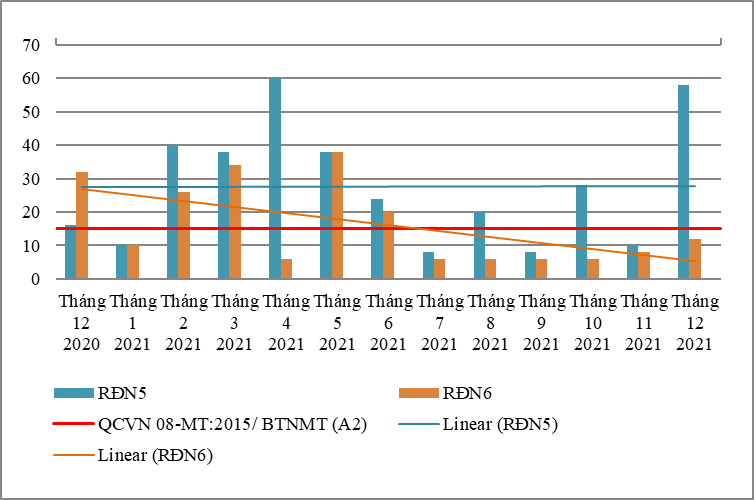 70
60
50
40
30
20
10
0
Tháng 12 2020
Tháng 1 2021
Tháng 2 2021
Tháng 3 2021
Tháng 4 2021
Tháng 5 2021
Tháng 6 2021
Tháng 7 2021
Tháng 8 2021
Tháng 9 2021
Tháng 10 2021
Tháng 11 2021
Tháng 12 2021
RĐN5
RĐN6
QCVN 08-MT:2015/ BTNMT (A2)
Linear (RĐN5)
Linear (RĐN6)